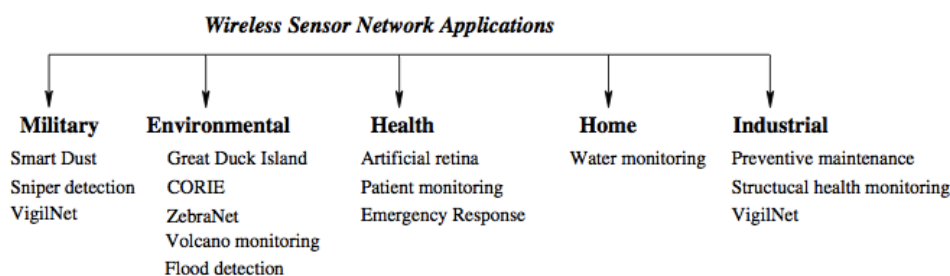 Wireless Sensor Network Applications
Military Environmental Health Home Industrial
Smart Dust Great Duck Island Artificial retina Water monitoring Preventive maintenance
Sniper detection CORIE Patient monitoring Structucal health monitoring
VigilNet ZebraNet Emergency Response VigilNet
Volcano monitoring
Flood detection